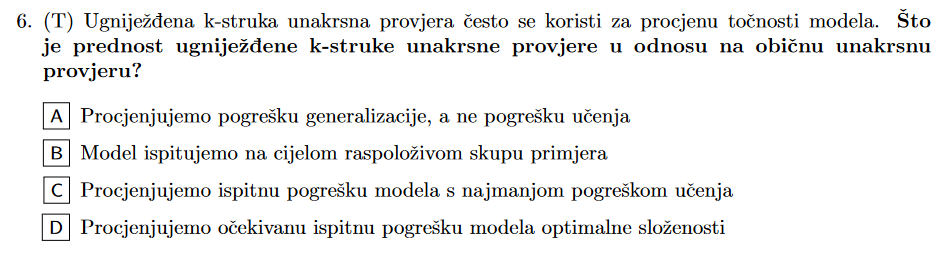 6. (T) Ugniježđena k-struka unakrsna provjera često se koristi za procjenu točnosti modela. Što
je prednost ugniježđene k-struke unakrsne provjere u odnosu na običnu unakrsnu
provjeru?
A Procjenjujemo pogrešku generalizacije, a ne pogrešku učenja
B Model ispitujemo na cijelom raspoloživom skupu primjera
C Procjenjujemo ispitnu pogrešku modela s najmanjom pogreškom učenja
D Procjenjujemo očekivanu ispitnu pogrešku modela optimalne složenosti